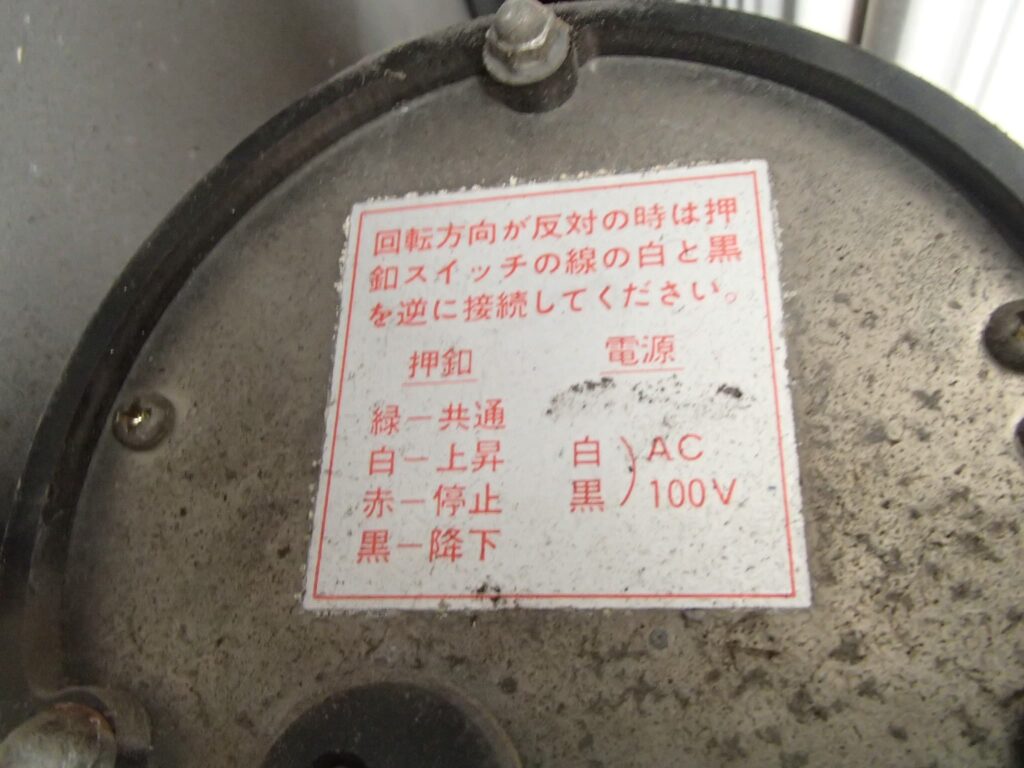 回転方向が反対の時は押
釦スイッチの線の白と黒
を逆に接続してください。
押釦 電源
緑ー共通
白ー上昇 白 ) AC
赤ー停止 黒 ) 100V
黒ー降下